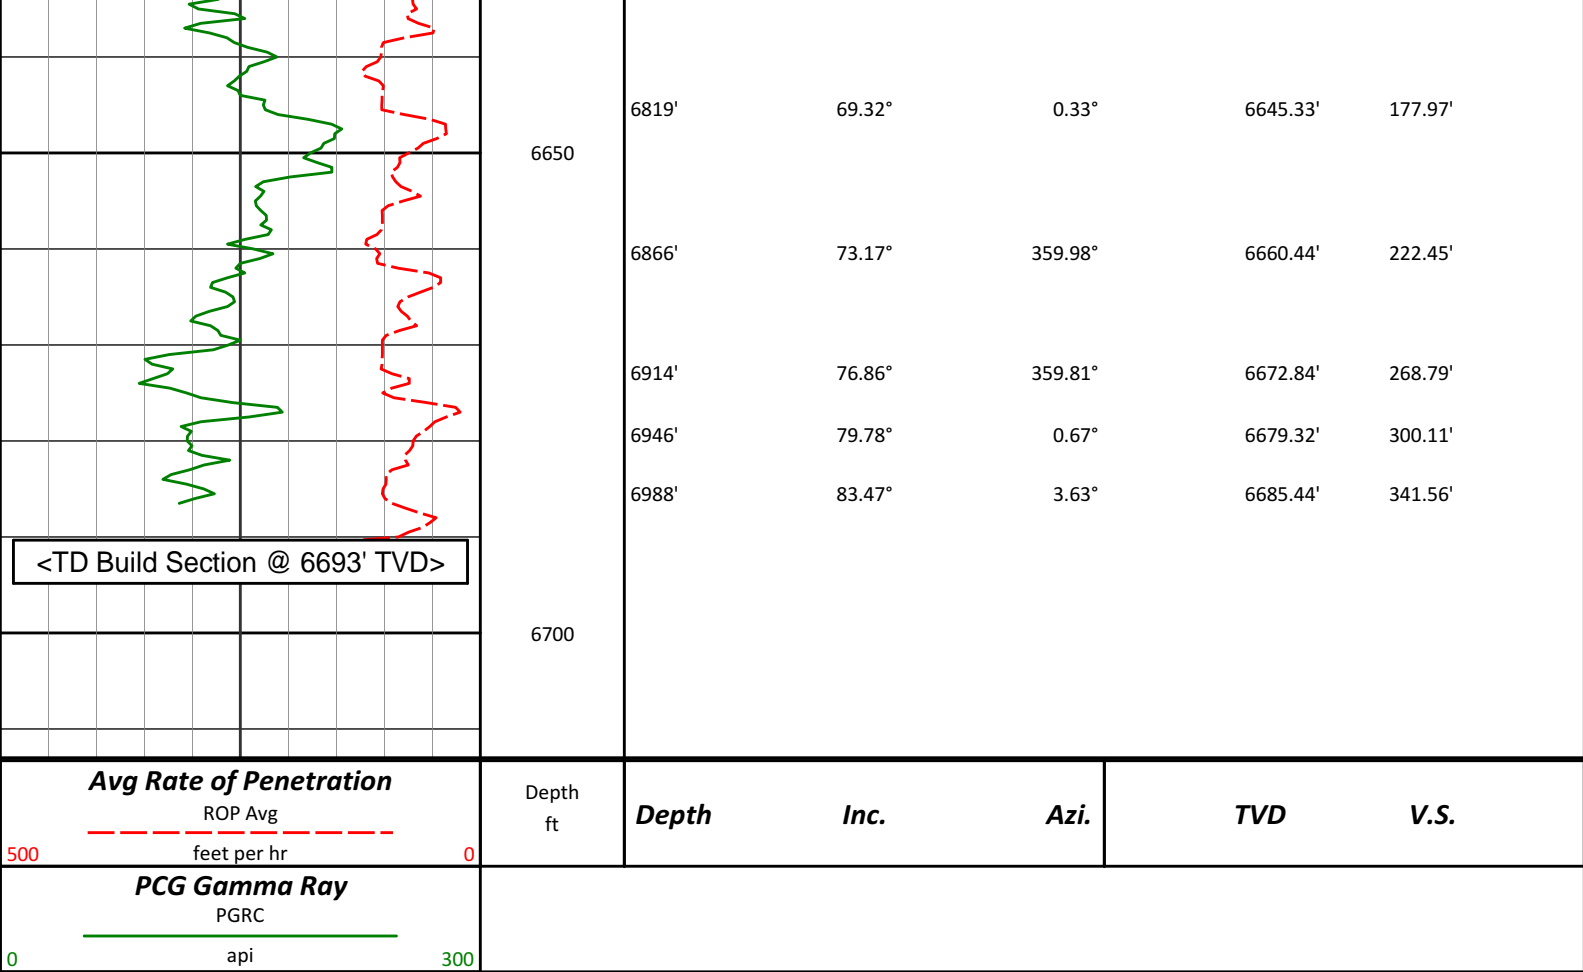 6819' 69.32° 0.33° 6645.33' 177.97'
6650
6866' 73.17° 359.98° 6660.44' 222.45'
6914' 76.86° 359.81° 6672.84' 268.79'
6946' 79.78° 0.67° 6679.32' 300.11'
6988' 83.47° 3.63° 6685.44' 341.56'
<TD Build Section @ 6693' TVD>
6700
Avg Rate of Penetration
ROP Avg
500 feet per hr 0
Depth
ft
Depth Inc. Azi. TVD V.S.
PCG Gamma Ray
PGRC
0 api 300